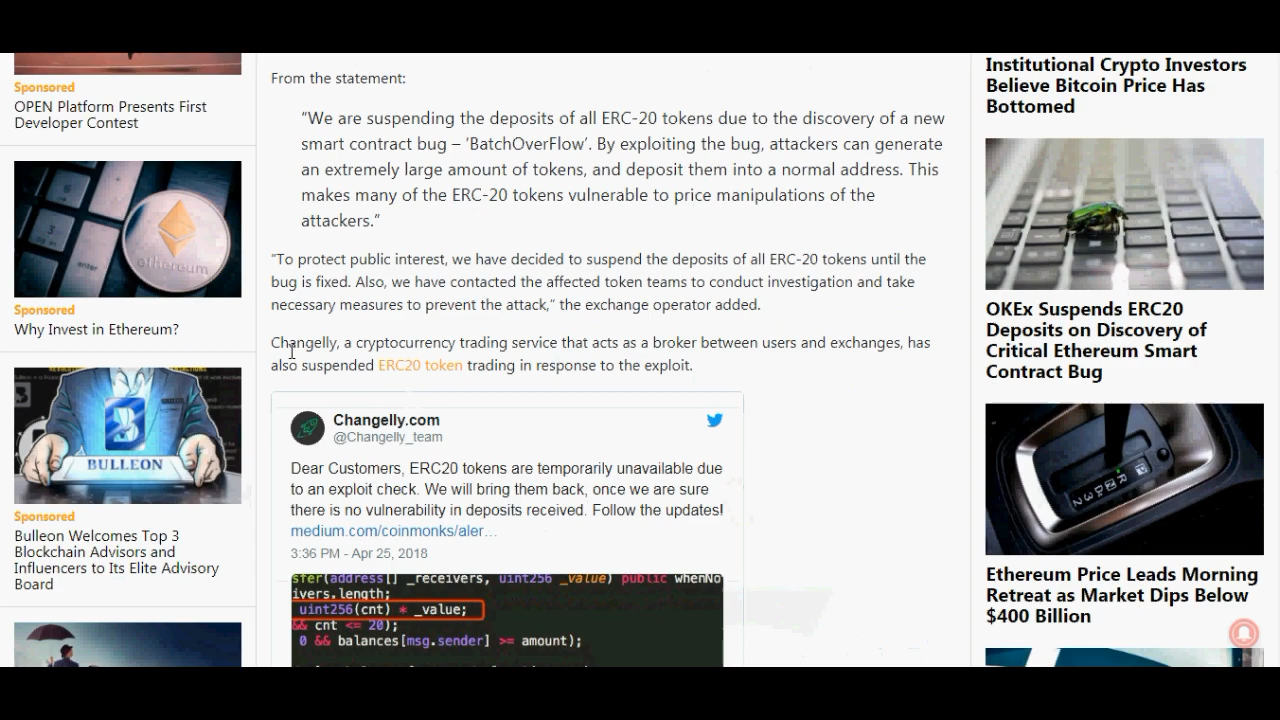 Sponsored
OPEN Platform Presents First
Developer Contest
ethereum
Sponsored
Why Invest in Ethereum?
BULLEON
Sponsored
Bulleon Welcomes Top 3
Blockchain Advisors and
Influencers to Its Elite Advisory
Board
From the statement:
“We are suspending the deposits of all ERC-20 tokens due to the discovery of a new
smart contract bug – ‘BatchOverFlow’. By exploiting the bug, attackers can generate
an extremely large amount of tokens, and deposit them into a normal address. This
makes many of the ERC-20 tokens vulnerable to price manipulations of the
attackers.”
“To protect public interest, we have decided to suspend the deposits of all ERC-20 tokens until the
bug is fixed. Also, we have contacted the affected token teams to conduct investigation and take
necessary measures to prevent the attack,” the exchange operator added.
Changelly, a cryptocurrency trading service that acts as a broker between users and exchanges, has
also suspended ERC20 token trading in response to the exploit.
Changelly.com
@Changelly_team
Dear Customers, ERC20 tokens are temporarily unavailable due
to an exploit check. We will bring them back, once we are sure
there is no vulnerability in deposits received. Follow the updates!
medium.com/coinmonks/aler…
3:36 PM - Apr 25, 2018
sfer(address[] _receivers, uint256 _value) public whenNo
ivers.length;
uint256(cnt) * _value;
&& cnt <= 20);
0 && balances[msg.sender] >= amount);
Institutional Crypto Investors
Believe Bitcoin Price Has
Bottomed
OKEx Suspends ERC20
Deposits on Discovery of
Critical Ethereum Smart
Contract Bug
Ethereum Price Leads Morning
Retreat as Market Dips Below
$400 Billion